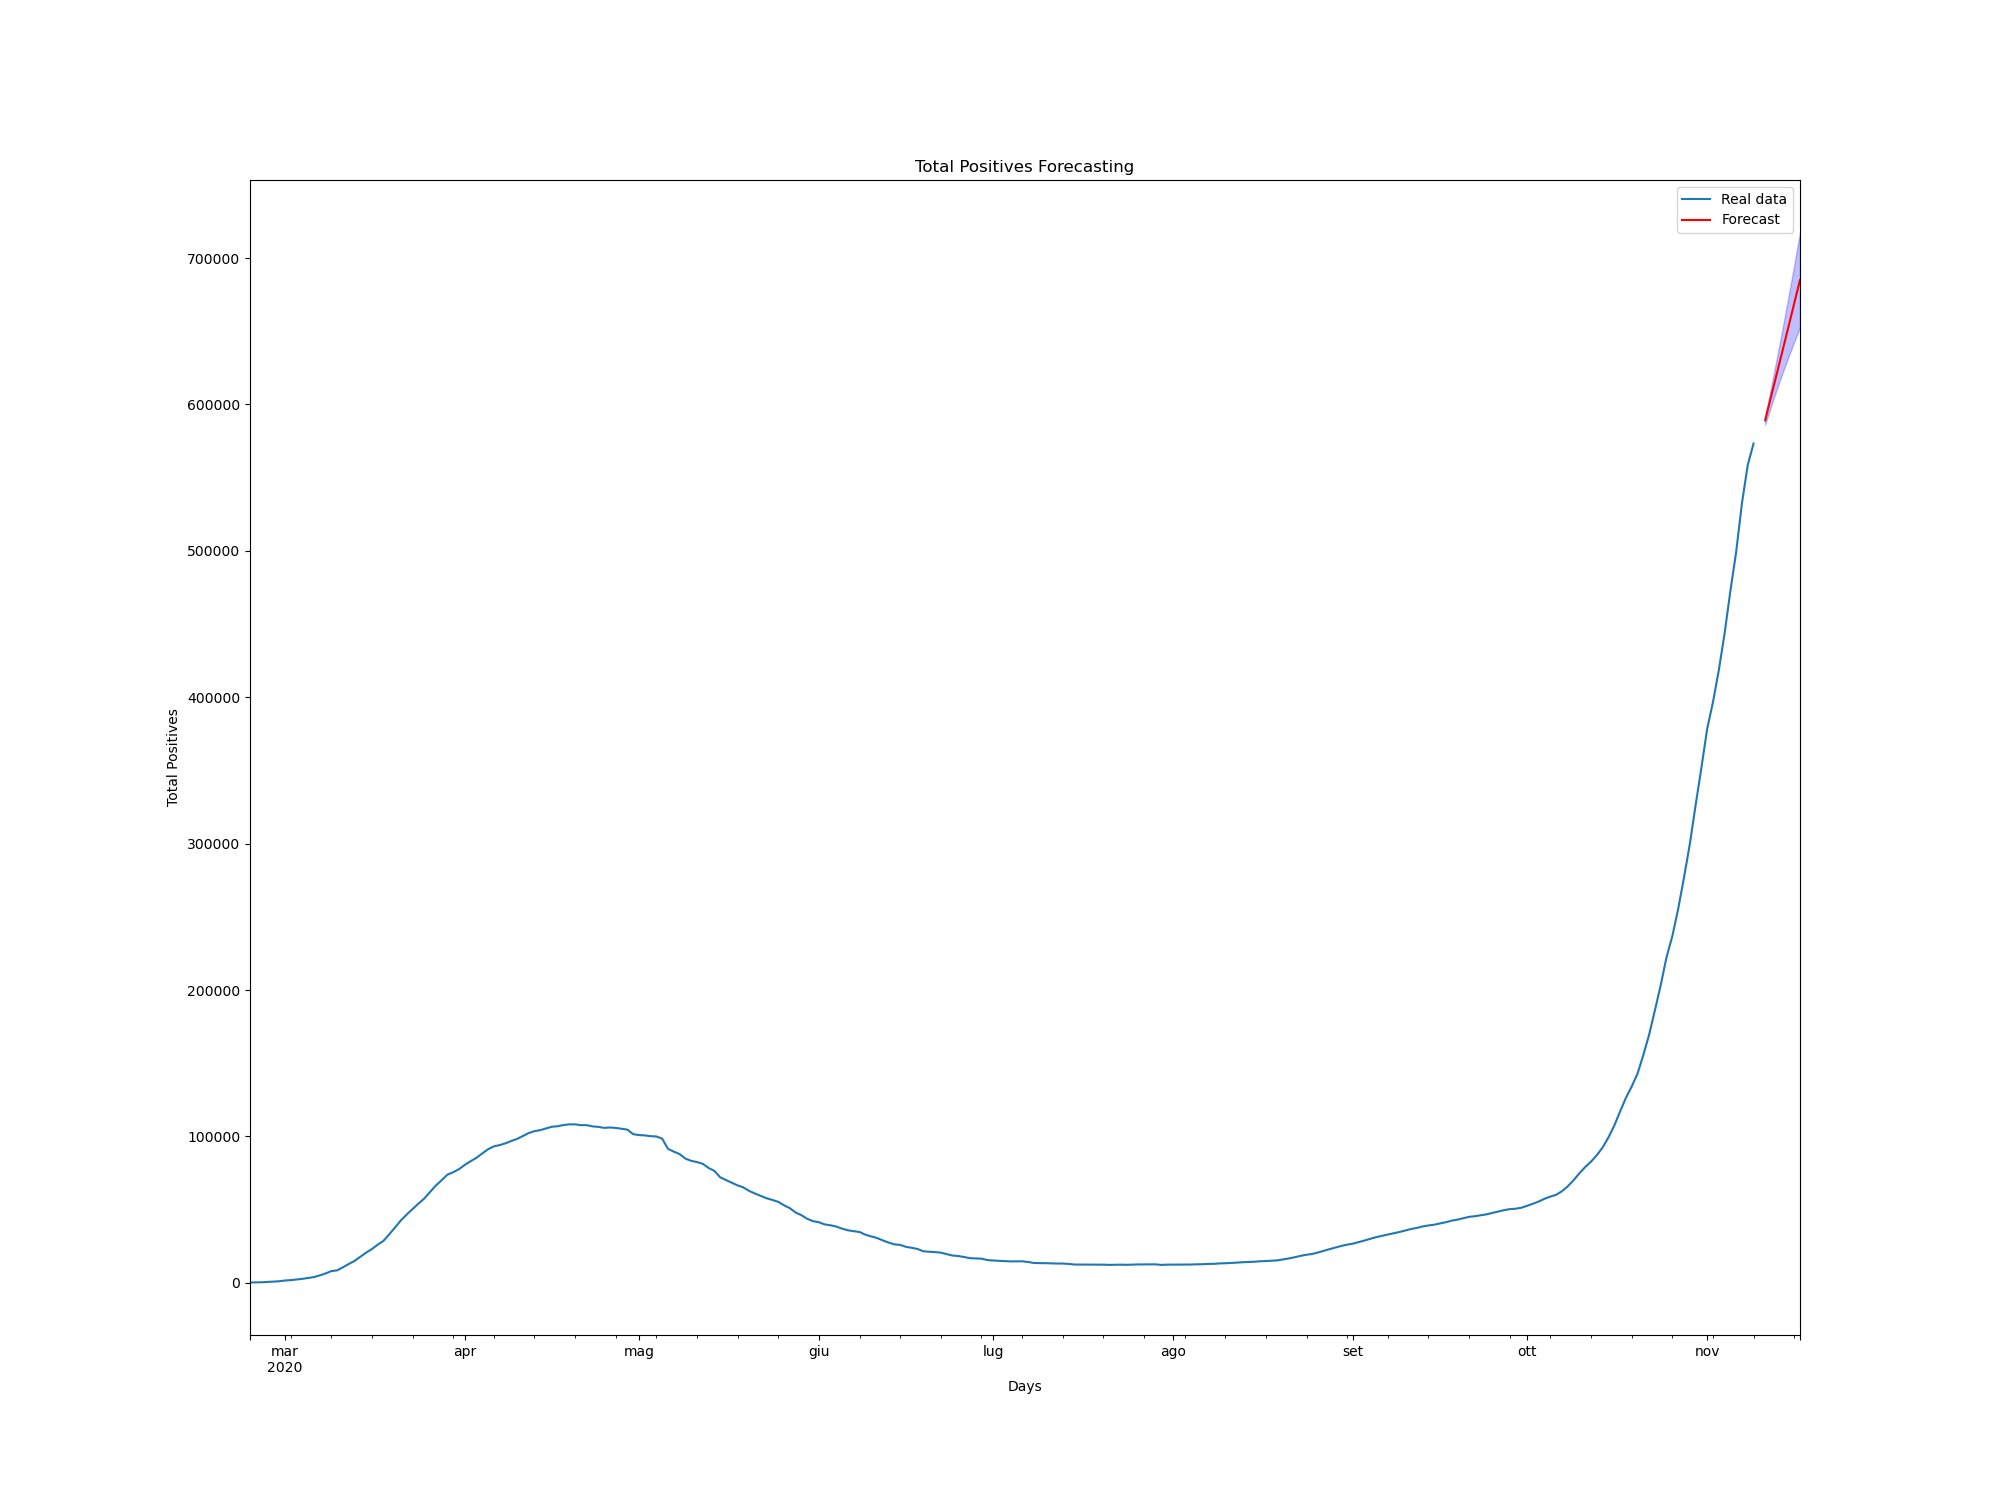 Total Positives Forecasting
Real data
Forecast
700000
600000
500000
400000
300000
200000
100000
0
Total Positives
mar apr mag giu lug ago set ott nov
2020
Days